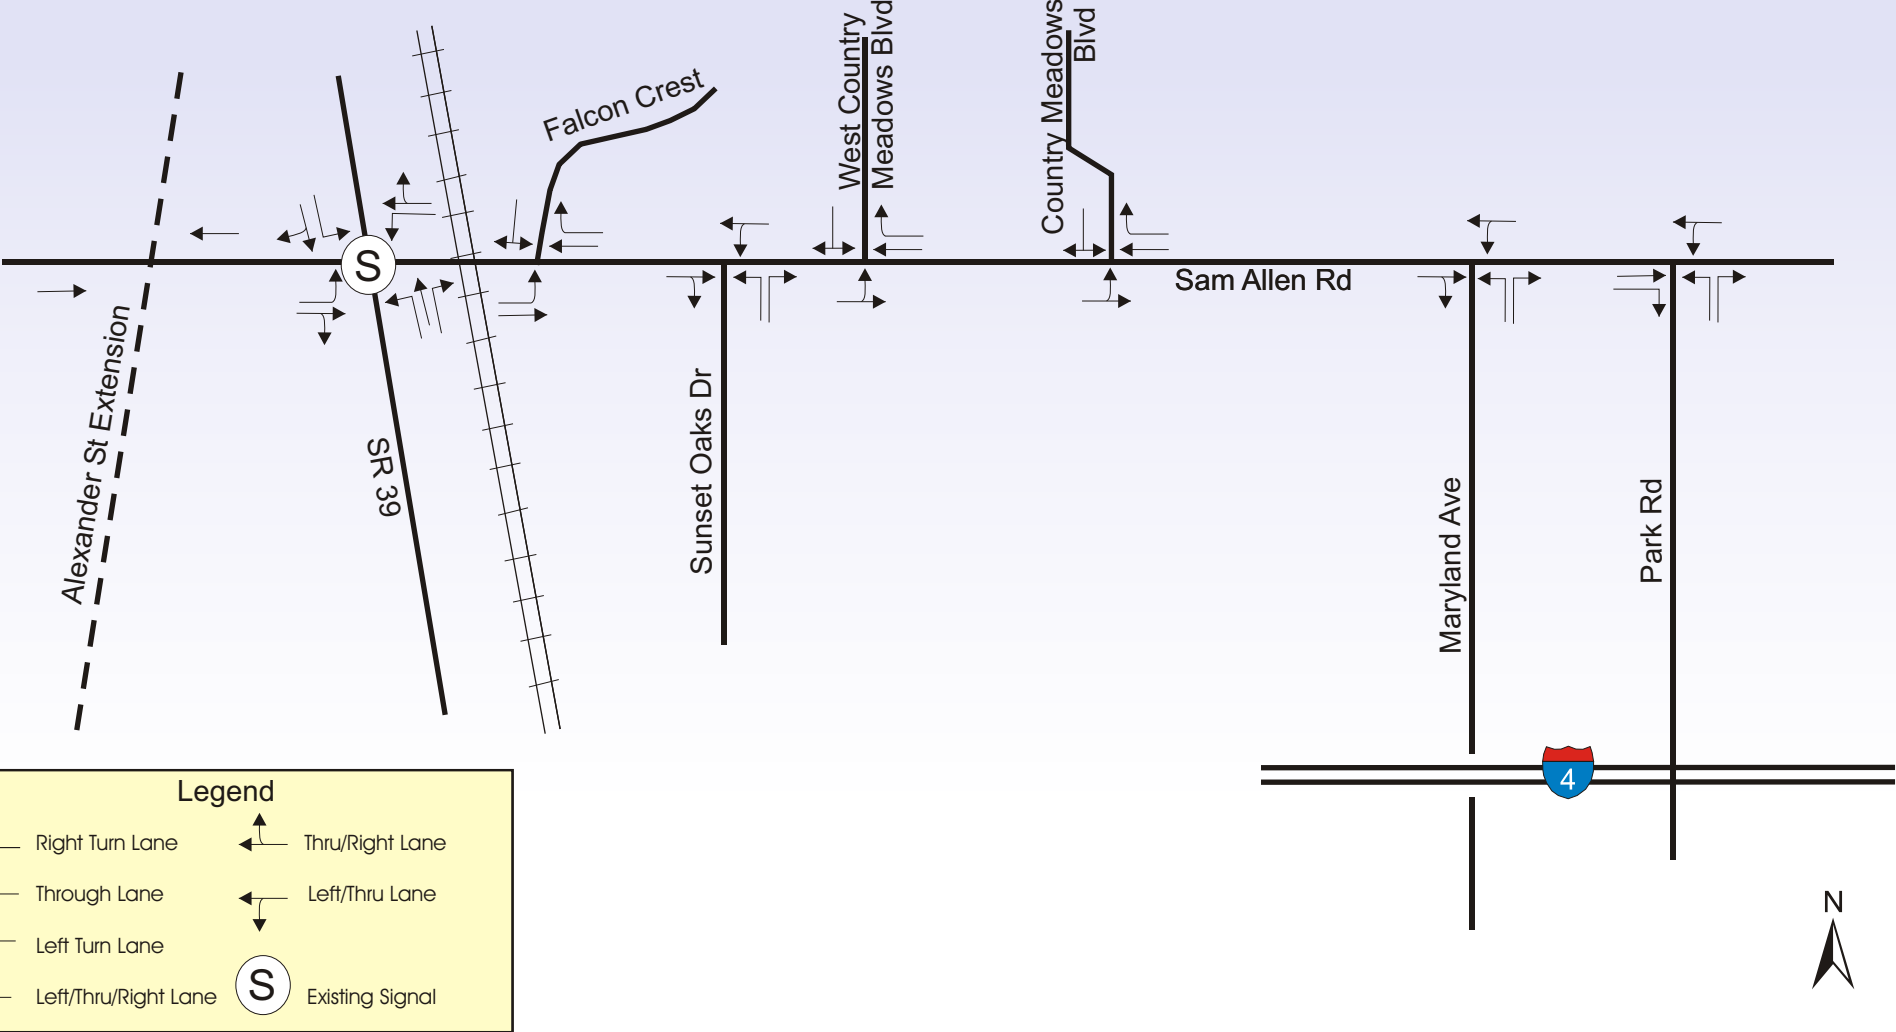 West Country
Meadows Blvd
Country Meadows
Blvd
Falcon Crest
S
Sam Allen Rd
Alexander St Extension
SR 39
Sunset Oaks Dr
Maryland Ave
Park Rd
4
Legend
Right Turn Lane
Thru/Right Lane
Through Lane
Left/Thru Lane
Left Turn Lane
Left/Thru/Right Lane
S
Existing Signal
N